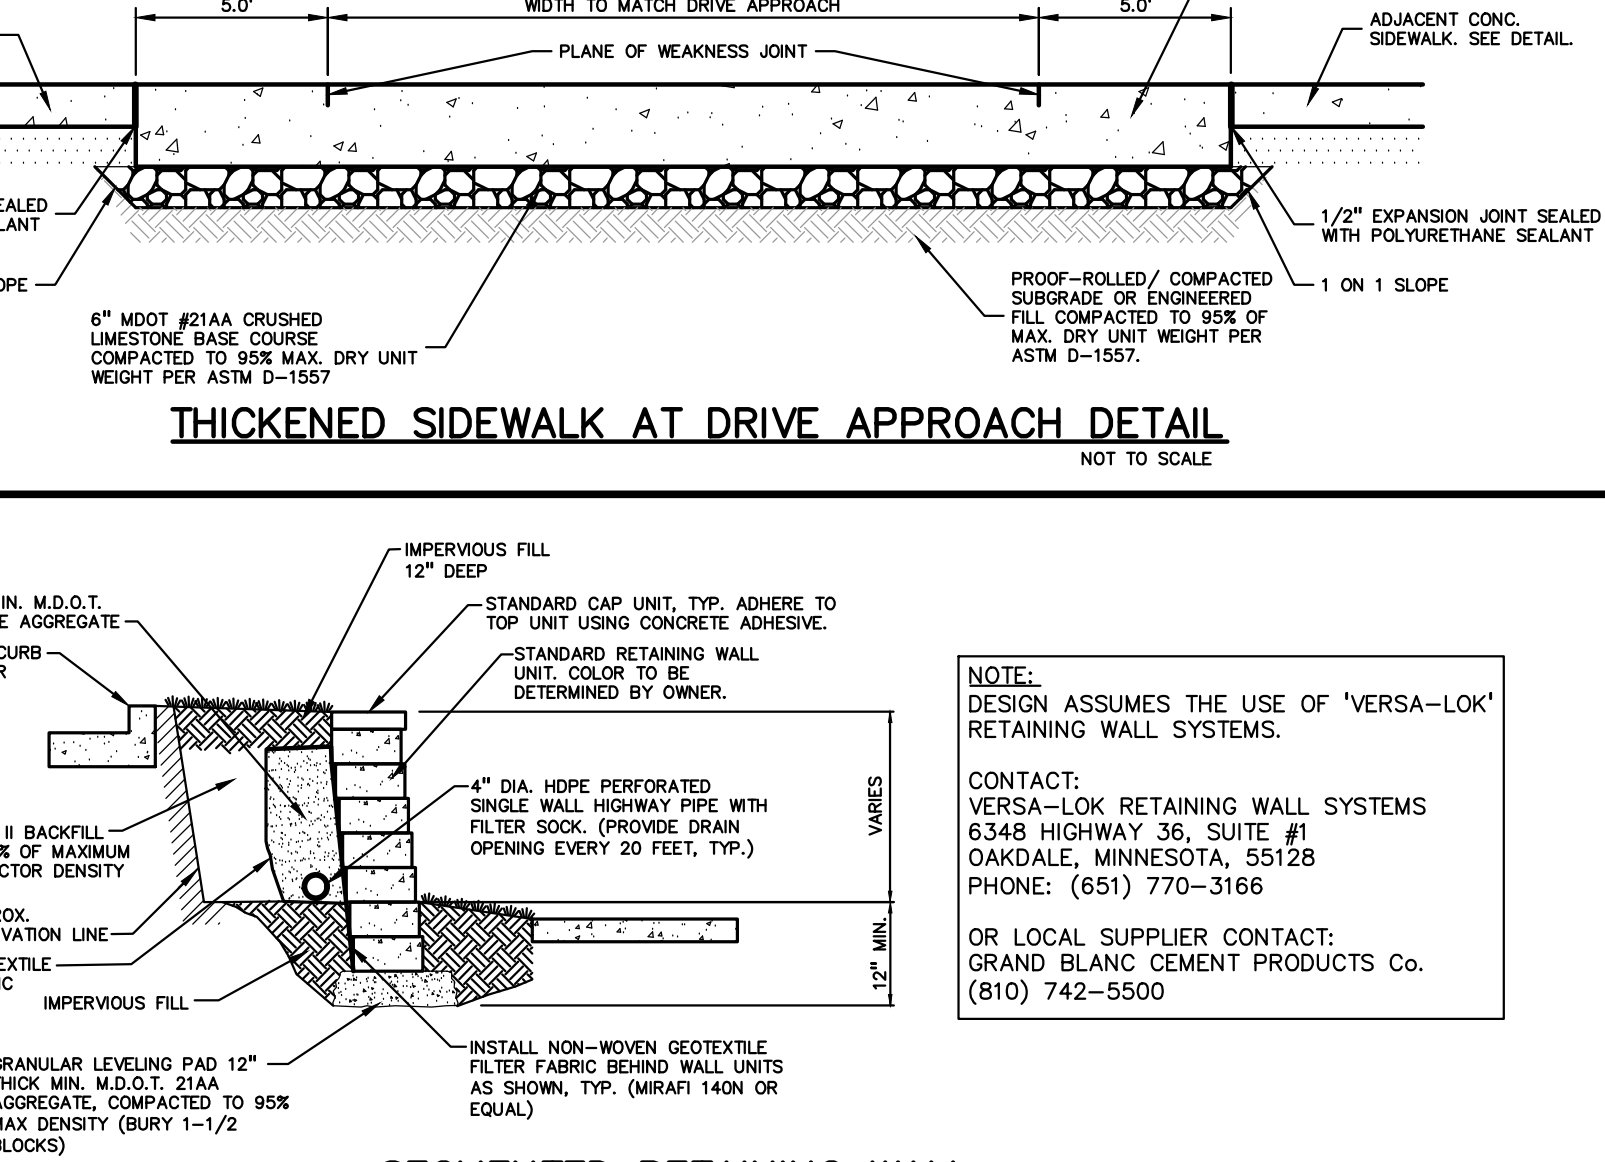 5.0'
WIDTH TO MATCH DRIVE APPROACH
5.0'
ADJACENT CONC.
SIDEWALK. SEE DETAIL.
PLANE OF WEAKNESS JOINT
EALED
LANT
OPE
1/2" EXPANSION JOINT SEALED
WITH POLYURETHANE SEALANT
1 ON 1 SLOPE
PROOF-ROLLED/ COMPACTED
SUBGRADE OR ENGINEERED
FILL COMPACTED TO 95% OF
MAX. DRY UNIT WEIGHT PER
ASTM D-1557.
6" MDOT #21AA CRUSHED
LIMESTONE BASE COURSE
COMPACTED TO 95% MAX. DRY UNIT
WEIGHT PER ASTM D-1557
THICKENED SIDEWALK AT DRIVE APPROACH DETAIL
NOT TO SCALE
IMPERVIOUS FILL
12" DEEP
IN. M.D.O.T.
E AGGREGATE
CURB
R
STANDARD CAP UNIT, TYP. ADHERE TO
TOP UNIT USING CONCRETE ADHESIVE.
STANDARD RETAINING WALL
UNIT. COLOR TO BE
DETERMINED BY OWNER.
4" DIA. HDPE PERFORATED
SINGLE WALL HIGHWAY PIPE WITH
FILTER SOCK. (PROVIDE DRAIN
OPENING EVERY 20 FEET, TYP.)
VARIES
12" MIN.
II BACKFILL
% OF MAXIMUM
CTOR DENSITY
ROX.
VATION LINE
EXTILE
IC
IMPERVIOUS FILL
GRANULAR LEVELING PAD 12"
THICK MIN. M.D.O.T. 21AA
AGGREGATE, COMPACTED TO 95%
MAX DENSITY (BURY 1-1/2
BLOCKS)
INSTALL NON-WOVEN GEOTEXTILE
FILTER FABRIC BEHIND WALL UNITS
AS SHOWN, TYP. (MIRAFI 140N OR
EQUAL)
NOTE:
DESIGN ASSUMES THE USE OF 'VERSA-LOK'
RETAINING WALL SYSTEMS.
CONTACT:
VERSA-LOK RETAINING WALL SYSTEMS
6348 HIGHWAY 36, SUITE #1
OAKDALE, MINNESOTA, 55128
PHONE: (651) 770-3166
OR LOCAL SUPPLIER CONTACT:
GRAND BLANC CEMENT PRODUCTS Co.
(810) 742-5500